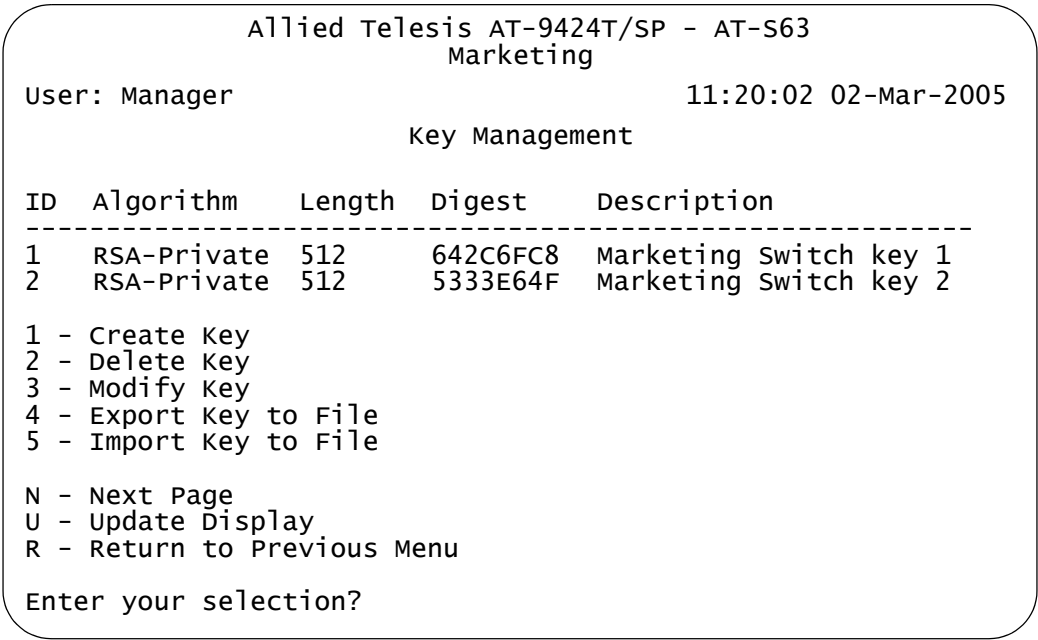 Allied Telesis AT-9424T/SP - AT-S63
Marketing
User: Manager 11:20:02 02-Mar-2005
Key Management
ID Algorithm Length Digest Description
------------------------------------------------------------
1 RSA-Private 512 642C6FC8 Marketing Switch key 1
2 RSA-Private 512 5333E64F Marketing Switch key 2
1 - Create Key
2 - Delete Key
3 - Modify Key
4 - Export Key to File
5 - Import Key to File
N - Next Page
U - Update Display
R - Return to Previous Menu
Enter your selection?